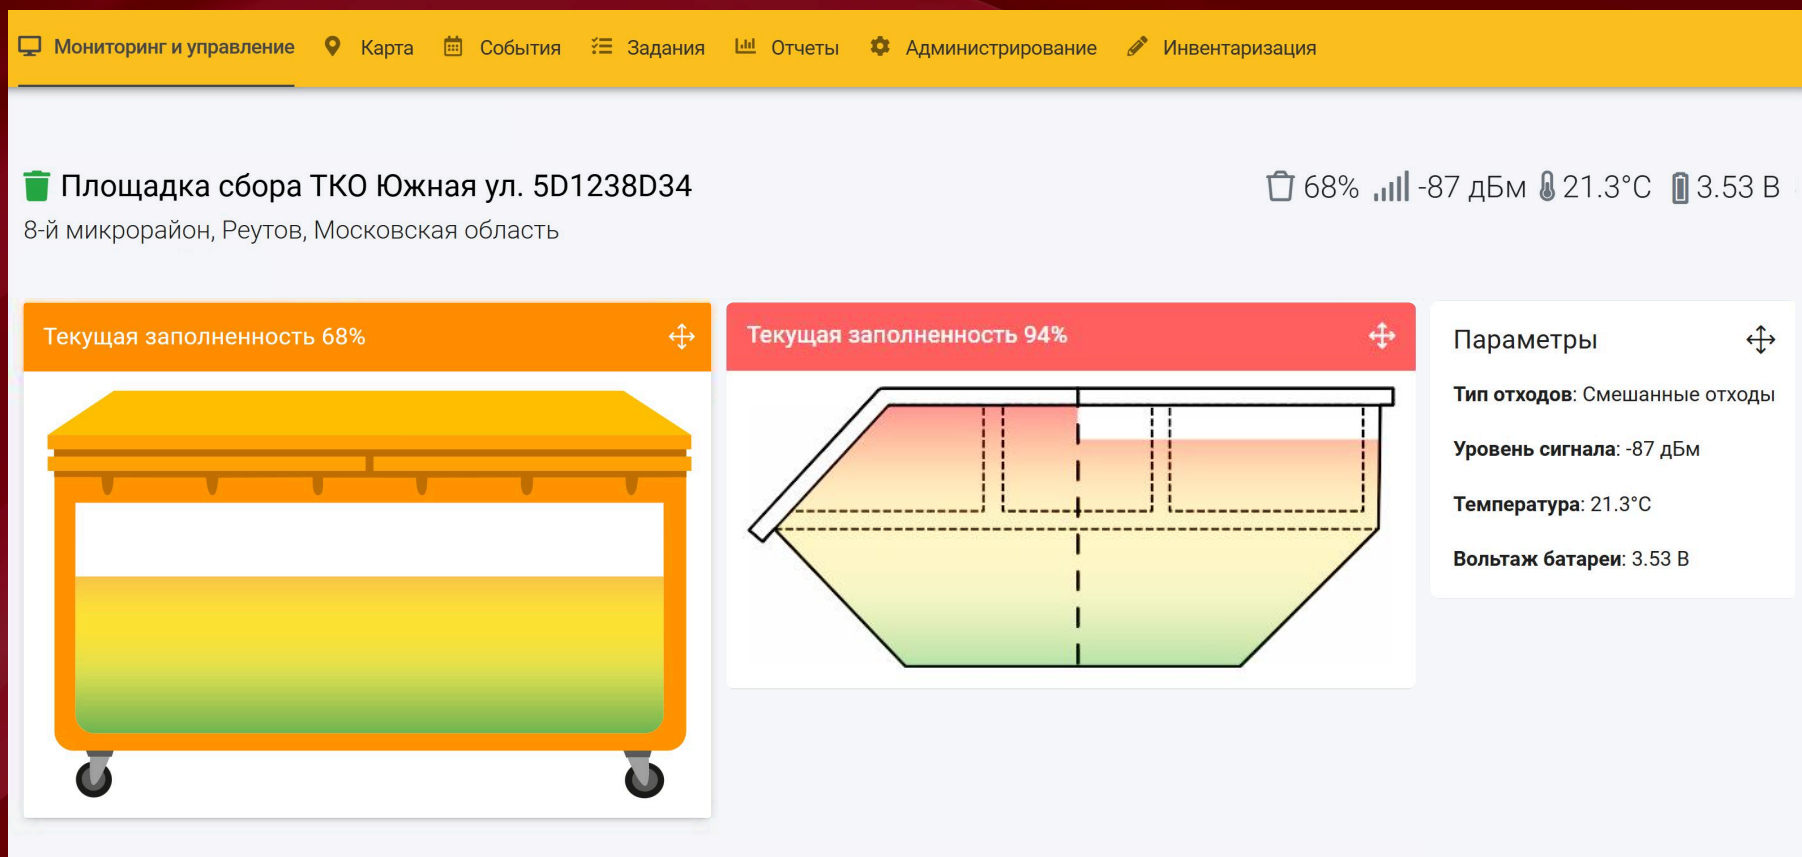 Мониторинг и управление Карта События Задания Отчеты Администрирование Инвентаризация
Площадка сбора ТКО Южная ул. 5D1238D34
68% -87 дБм 21.3°C 3.53 В
8-й микрорайон, Реутов, Московская область
Текущая заполненность 68%
Текущая заполненность 94%
Параметры
Тип отходов: Смешанные отходы
Уровень сигнала: -87 дБм
Температура: 21.3°C
Вольтаж батареи: 3.53 В